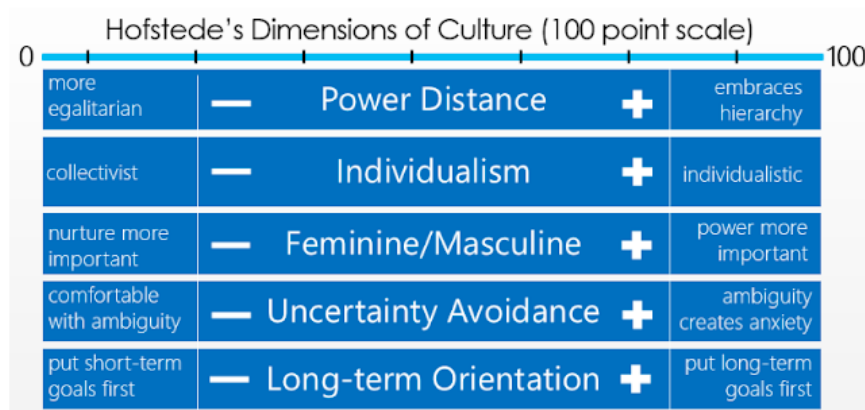 Hofstede's Dimensions of Culture (100 point scale)
0 100
more
egalitarian
— Power Distance +
embraces
hierarchy
collectivist
— Individualism +
individualistic
nurture more
important
— Feminine/Masculine +
power more
important
comfortable
with ambiguity
— Uncertainty Avoidance +
ambiguity
creates anxiety
put short-term
goals first
— Long-term Orientation +
put long-term
goals first